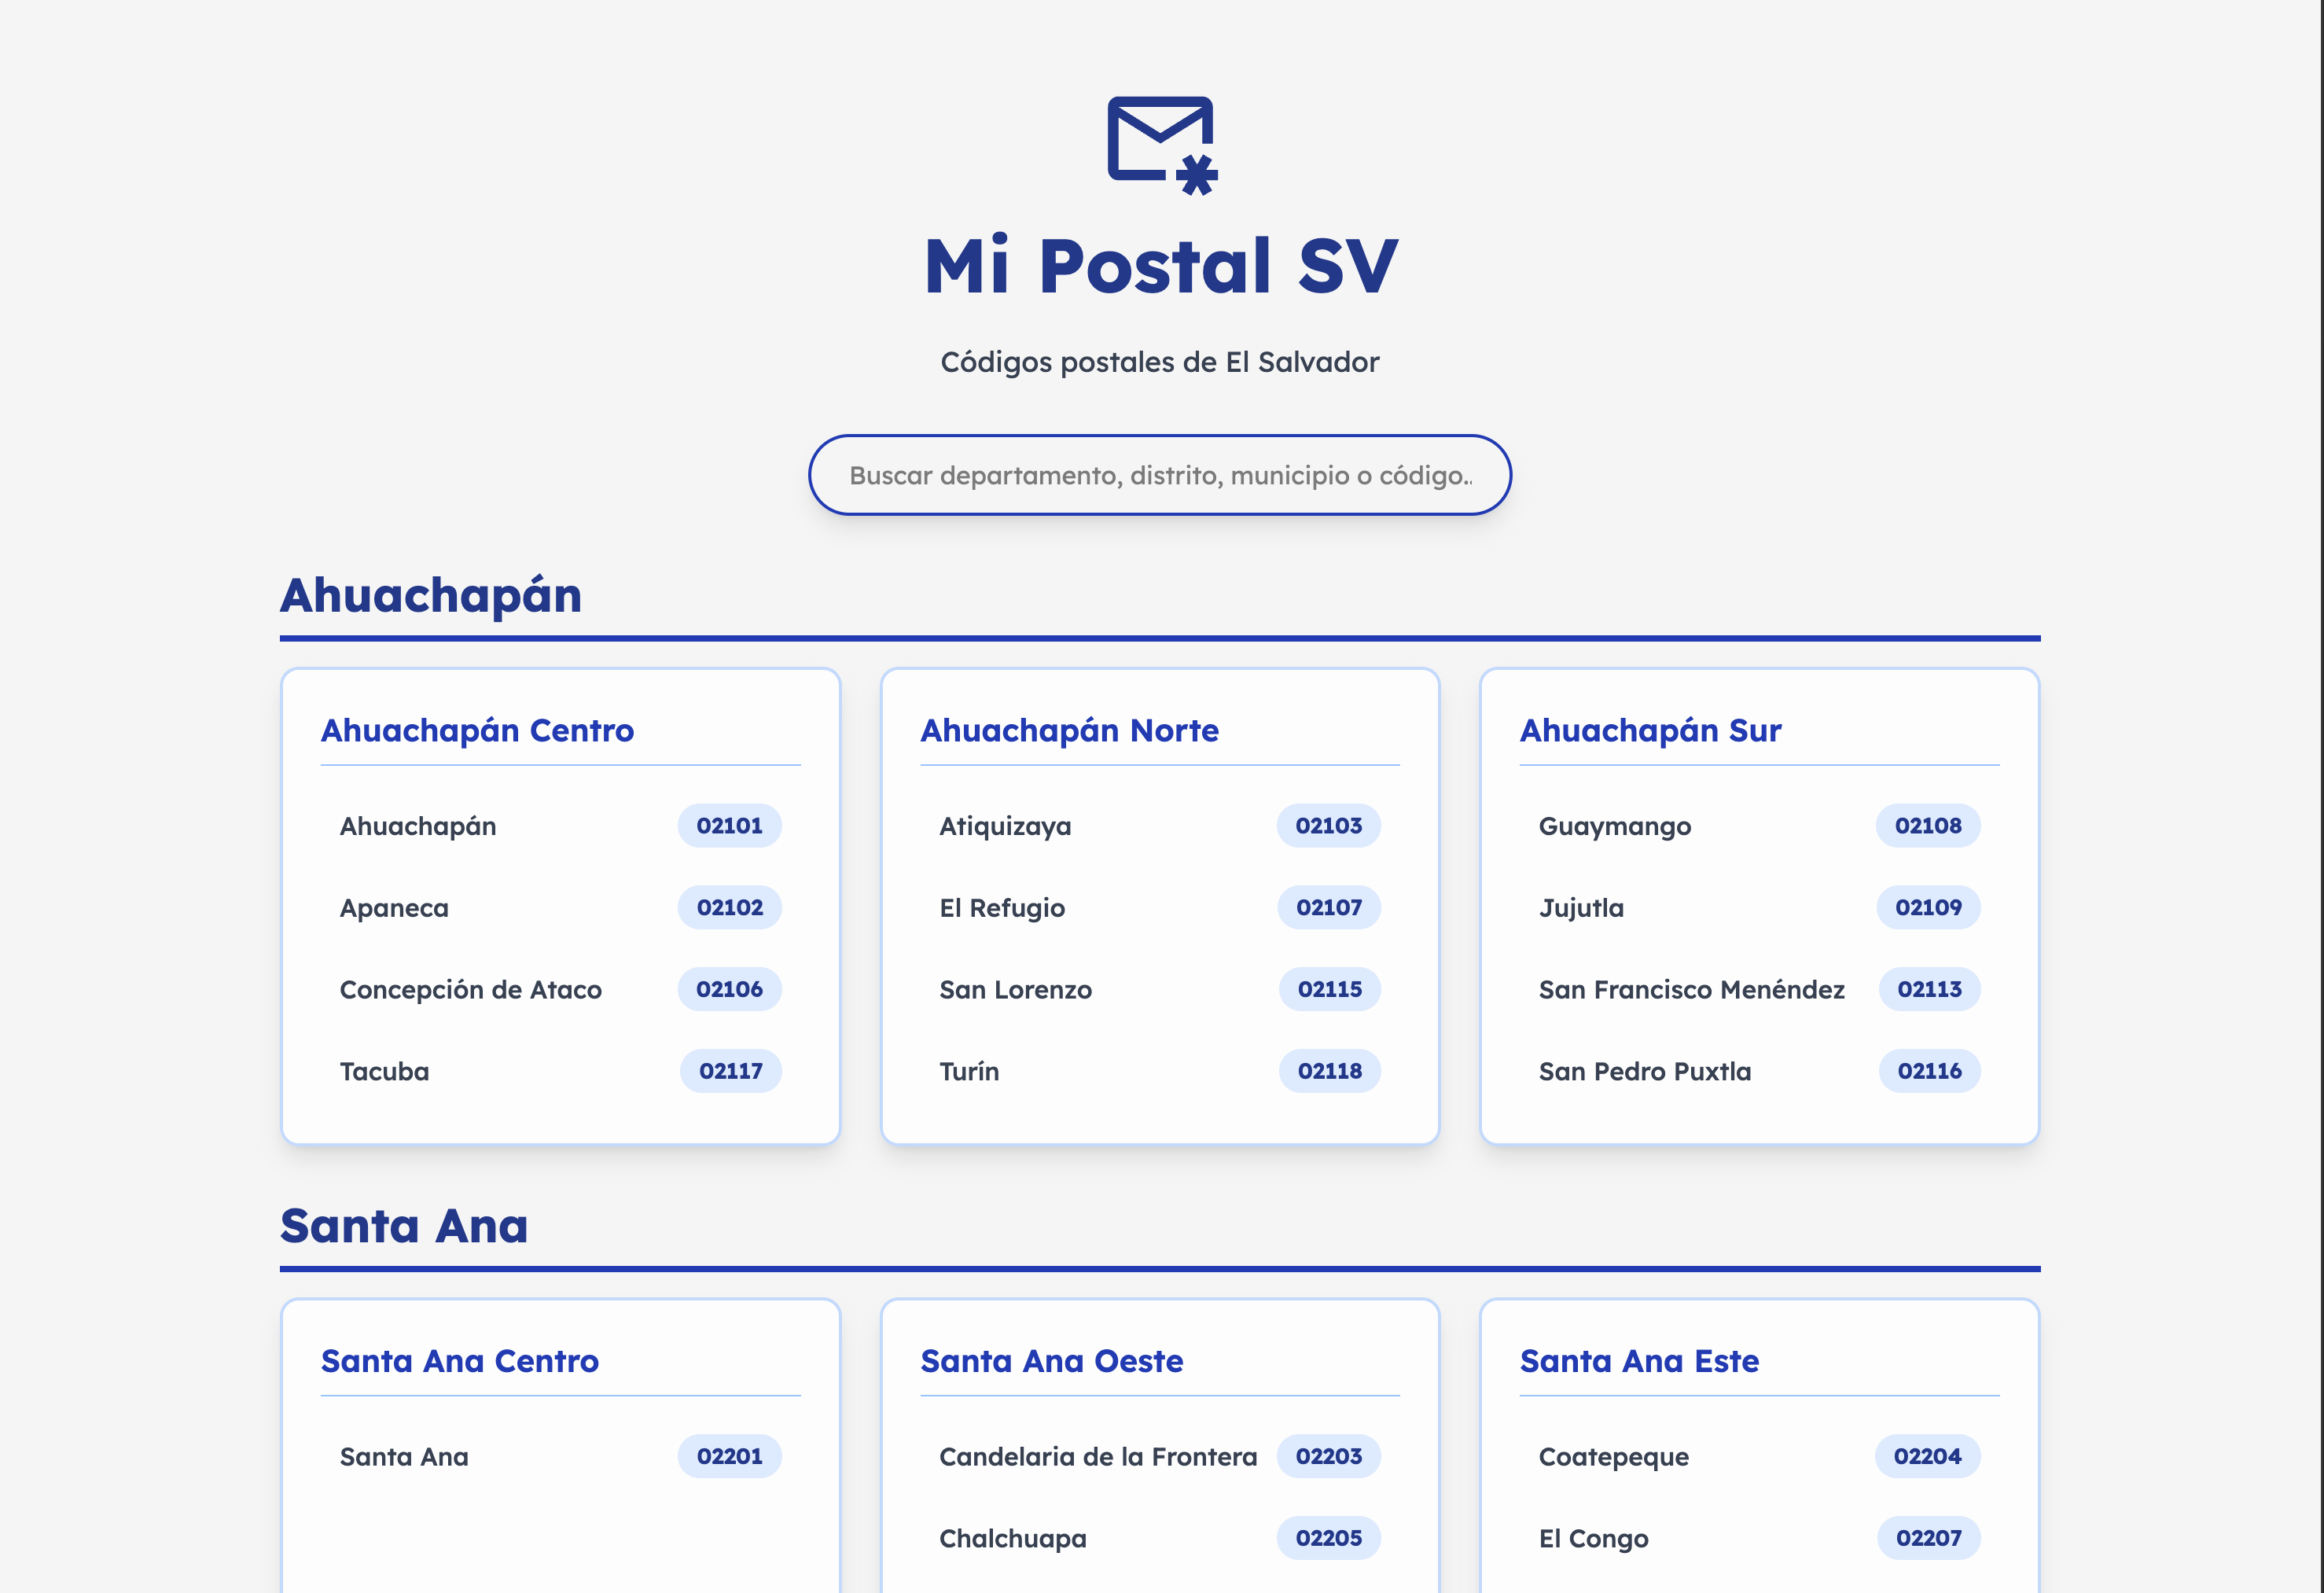 Mi Postal SV
Códigos postales de El Salvador
Buscar departamento, distrito, municipio o código..
Ahuachapán
Ahuachapán Centro
Ahuachapán 02101
Apaneca 02102
Concepción de Ataco 02106
Tacuba 02117
Ahuachapán Norte
Atiquizaya 02103
El Refugio 02107
San Lorenzo 02115
Turín 02118
Ahuachapán Sur
Guaymango 02108
Jujutla 02109
San Francisco Menéndez 02113
San Pedro Puxtla 02116
Santa Ana
Santa Ana Centro
Santa Ana 02201
Santa Ana Oeste
Candelaria de la Frontera 02203
Chalchuapa 02205
Santa Ana Este
Coatepeque 02204
El Congo 02207